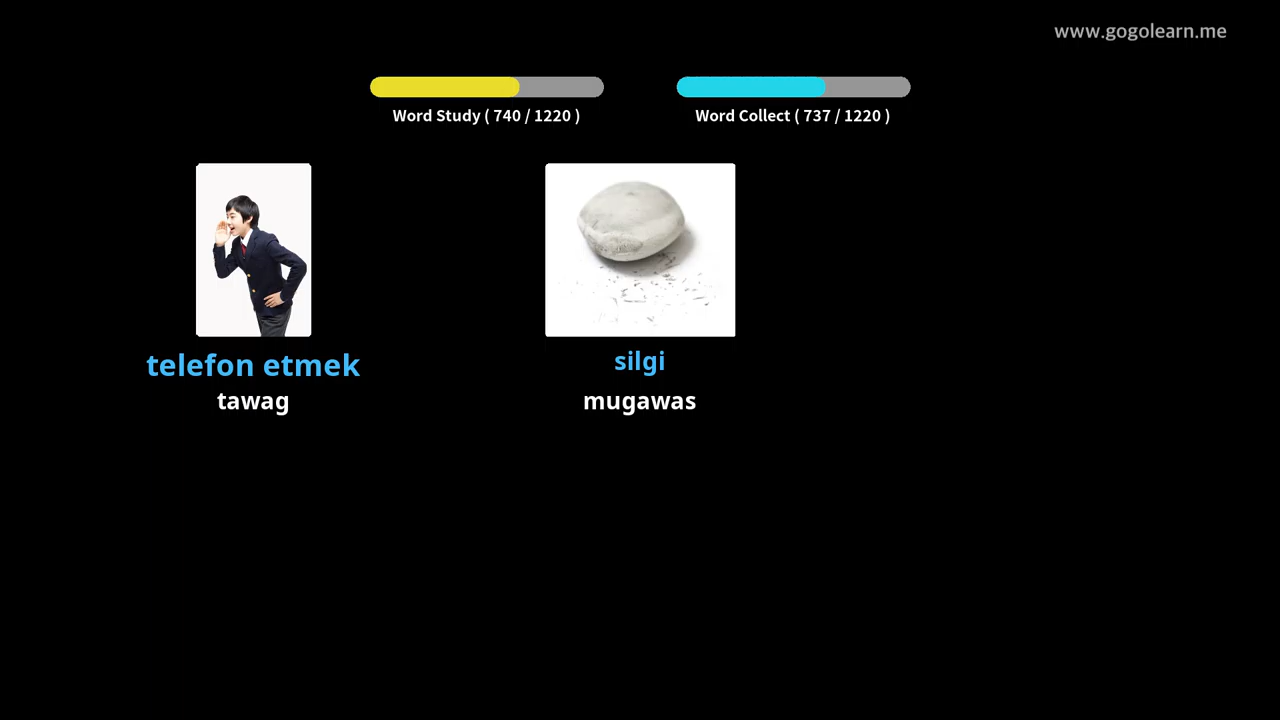 www.gogolearn.me
Word Study ( 740 / 1220 )
Word Collect ( 737 / 1220 )
telefon etmek
tawag
silgi
mugawas